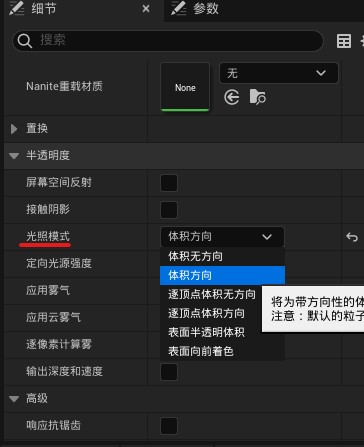 细节
参数
搜索
Nanite重载材质
None
无
置换
半透明度
屏幕空间反射
接触阴影
光照模式
体积方向
体积无方向
定向光源强度
体积方向
应用雾气
逐顶点体积无方向
将为带方向性的体
逐顶点体积方向
注意：默认的粒子
应用云雾气
表面半透明体积
逐像素计算雾
表面向前着色
输出深度和速度
高级
响应抗锯齿